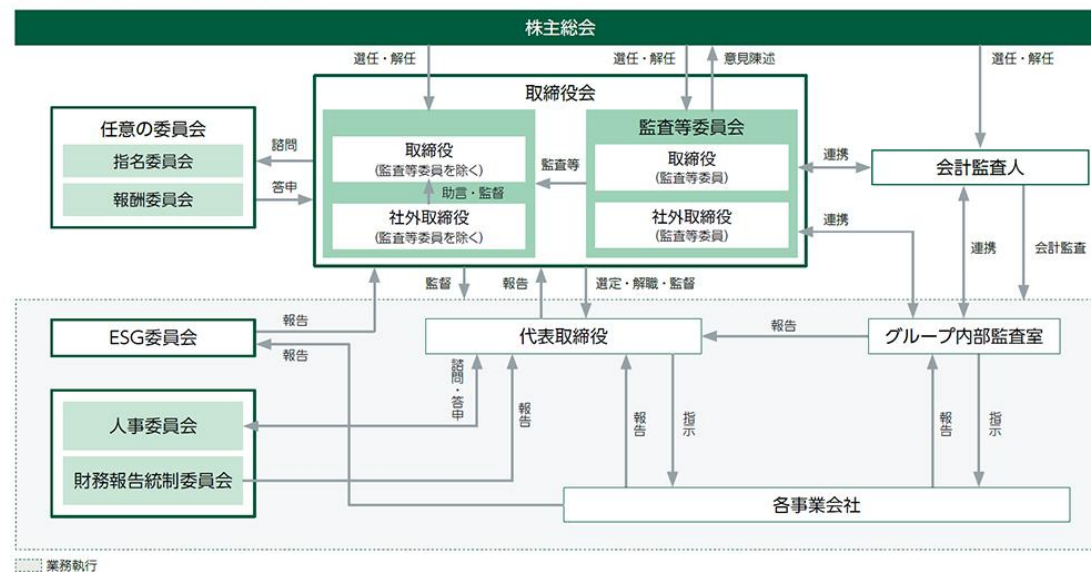 株主総会
選任・解任
選任・解任
意見陳述
選任・解任
取締役会
任意の委員会
指名委員会
報酬委員会
諮問
答申
取締役
(監査等委員を除く)
助言・監督
社外取締役
(監査等委員を除く)
監査等
監査等委員会
取締役
(監査等委員)
社外取締役
(監査等委員)
連携
連携
会計監査人
連携
会計監査
監督
報告
選定・解職・監督
ESG委員会
報告
報告
代表取締役
報告
グループ内部監査室
諮問・答申
報告
報告
指示
報告
指示
人事委員会
財務報告統制委員会
各事業会社
業務執行